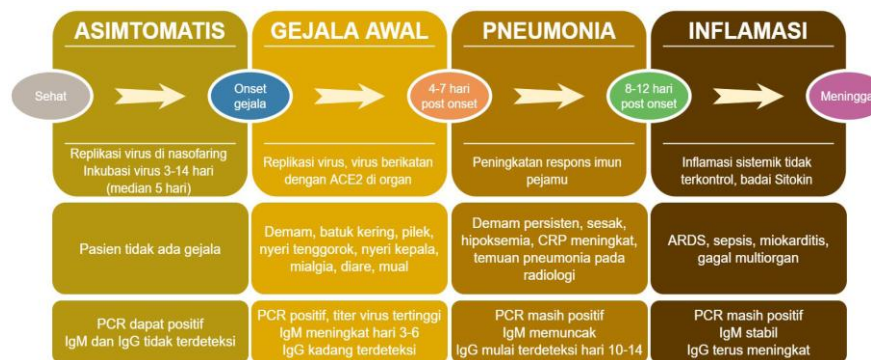 ASIMTOMATIS
GEJALA AWAL
PNEUMONIA
INFLAMASI
Sehat
Onset
gejala
4-7 hari
post onset
8-12 hari
post onset
Meningga
Replikasi virus di nasofaring
Inkubasi virus 3-14 hari
(median 5 hari)
Replikasi virus, virus berikatan
dengan ACE2 di organ
Peningkatan respons imun
pejamu
Inflamasi sistemik tidak
terkontrol, badai Sitokin
Pasien tidak ada gejala
Demam, batuk kering, pilek,
nyeri tenggorok, nyeri kepala,
mialgia, diare, mual
Demam persisten, sesak,
hipoksemia, CRP meningkat,
temuan pneumonia pada
radiologi
ARDS, sepsis, miokarditis,
gagal multiorgan
PCR dapat positif
IgM dan IgG tidak terdeteksi
PCR positif, titer virus tertinggi
IgM meningkat hari 3-6
IgG kadang terdeteksi
PCR masih positif
IgM memuncak
IgG mulai terdeteksi hari 10-14
PCR masih positif
IgM stabil
IgG terus meningkat